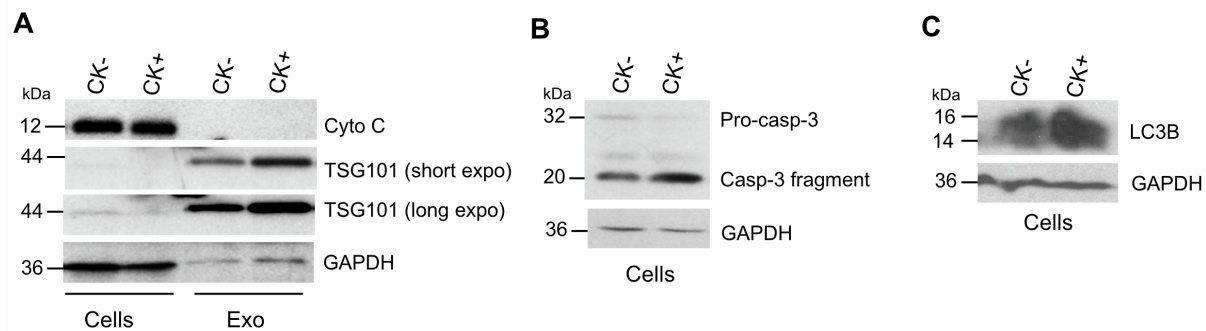 A
CK- CK+ CK- CK+
kDa
12 Cyto C
44 TSG101 (short expo)
44 TSG101 (long expo)
36 GAPDH
Cells Exo
B
CK- CK+
kDa
32 Pro-casp-3
20 Casp-3 fragment
36 GAPDH
Cells
C
CK- CK+
kDa
16
14 LC3B
36 GAPDH
Cells